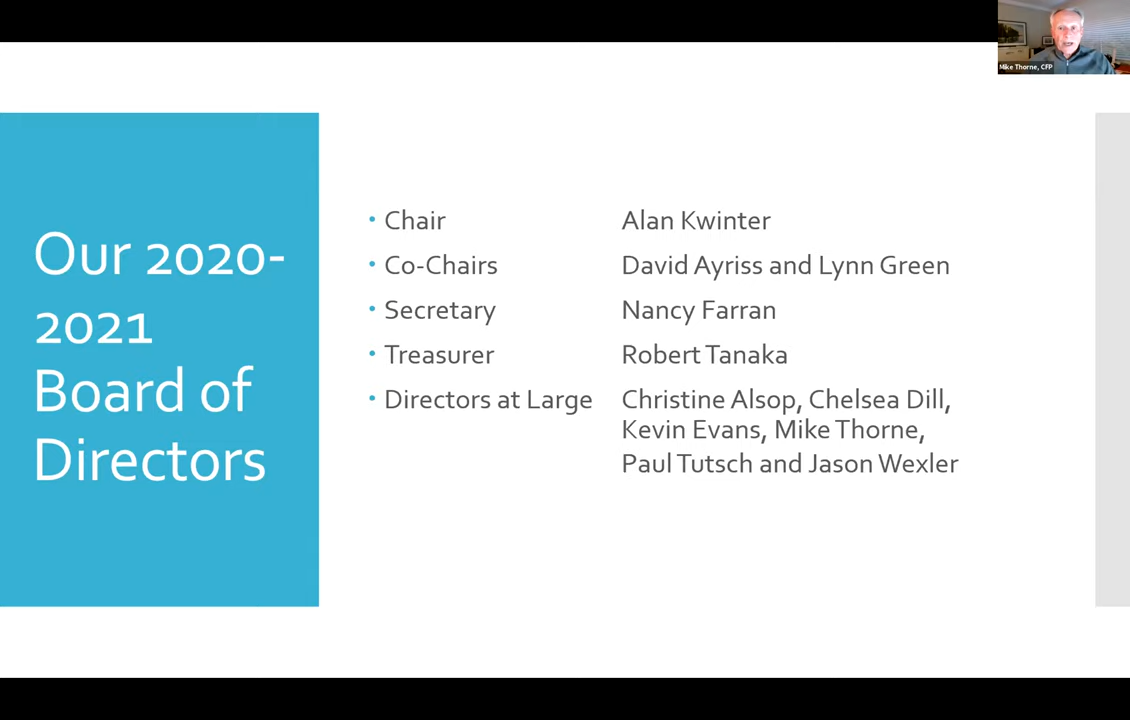 Mike Thorne, CFP
Our 2020-
2021
Board of
Directors
• Chair Alan Kwinter
• Co-Chairs David Ayriss and Lynn Green
• Secretary Nancy Farran
• Treasurer Robert Tanaka
• Directors at Large Christine Alsop, Chelsea Dill,
Kevin Evans, Mike Thorne,
Paul Tutsch and Jason Wexler